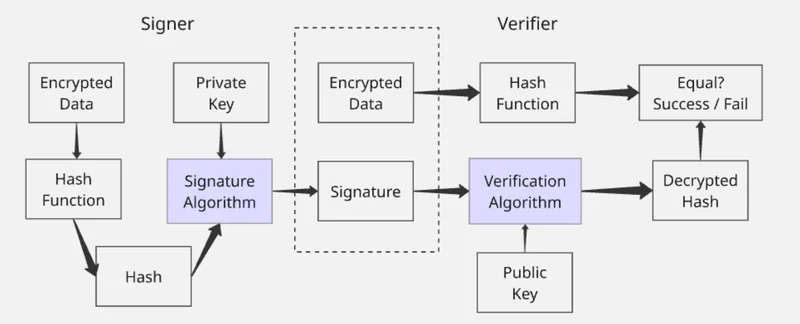 Signer
Verifier
Encrypted
Data
Private
Key
Encrypted
Data
Hash
Function
Equal?
Success / Fail
Hash
Function
Signature
Algorithm
Signature
Verification
Algorithm
Decrypted
Hash
Hash
Public
Key